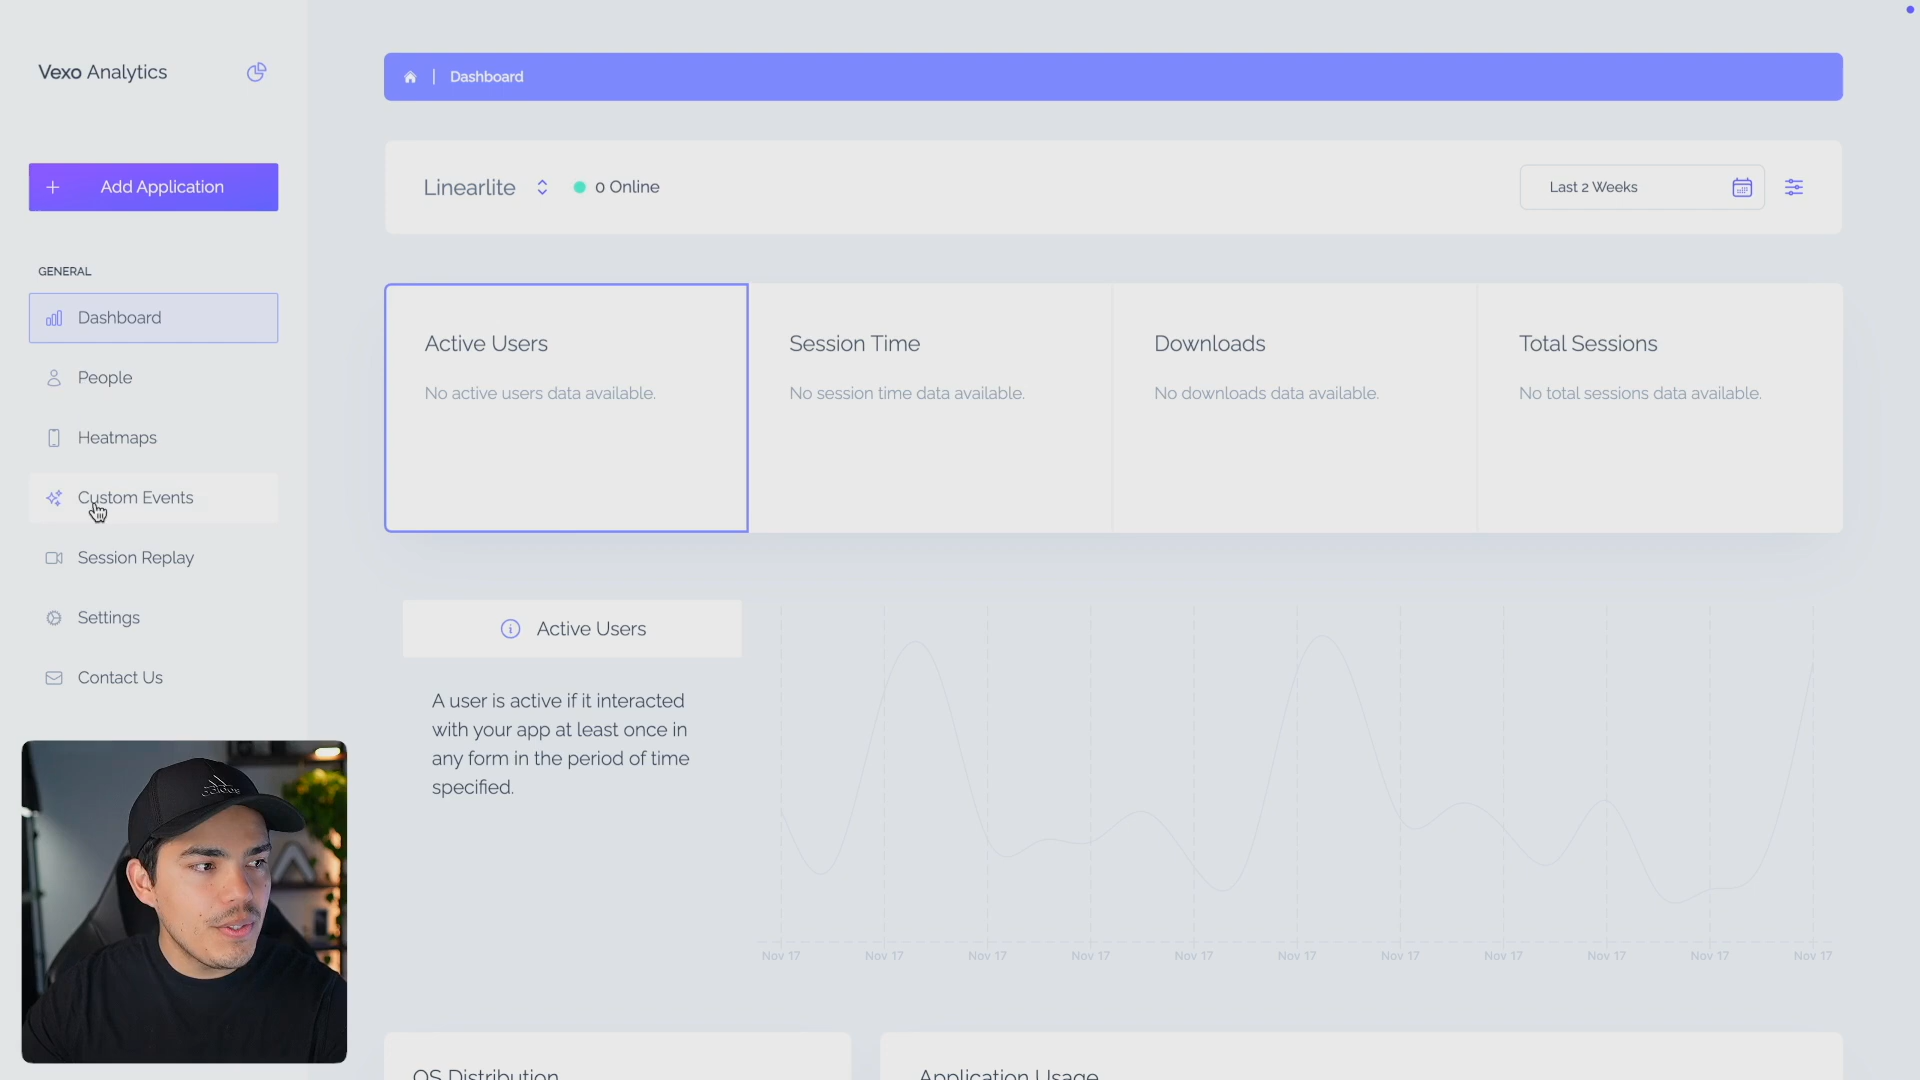 Vexo Analytics
Add Application
GENERAL
Dashboard
People
Heatmaps
Custom Events
Session Replay
Settings
Contact Us
Dashboard
Linearlite
0 Online
Last 2 Weeks
Active Users
No active users data available.
Session Time
No session time data available.
Downloads
No downloads data available.
Total Sessions
No total sessions data available.
Active Users
A user is active if it interacted
with your app at least once in
any form in the period of time
specified.
Nov 17 Nov 17 Nov 17 Nov 17 Nov 17 Nov 17 Nov 17 Nov 17 Nov 17 Nov 17 Nov 17
OS Distribution
Application Usage
adidas